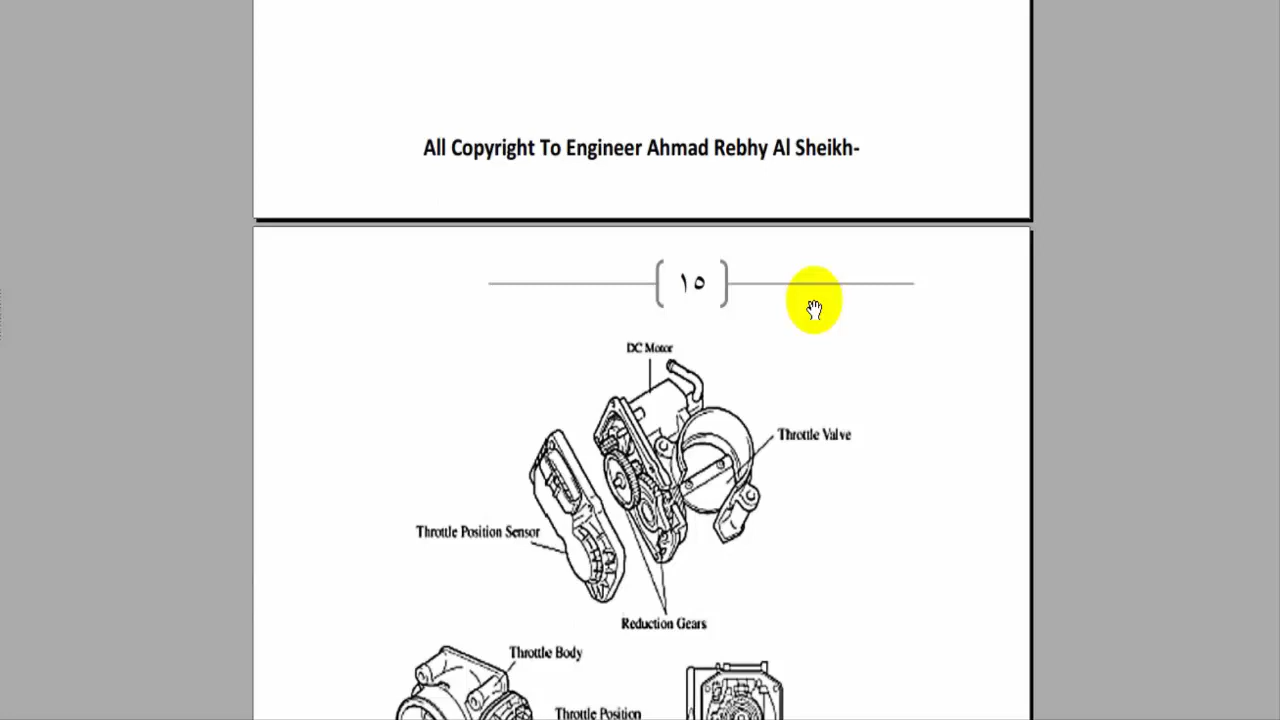 All Copyright To Engineer Ahmad Rebhy Al Sheikh-
١٥
DC Motor
Throttle Valve
Throttle Position Sensor
Reduction Gears
Throttle Body
Throttle Position